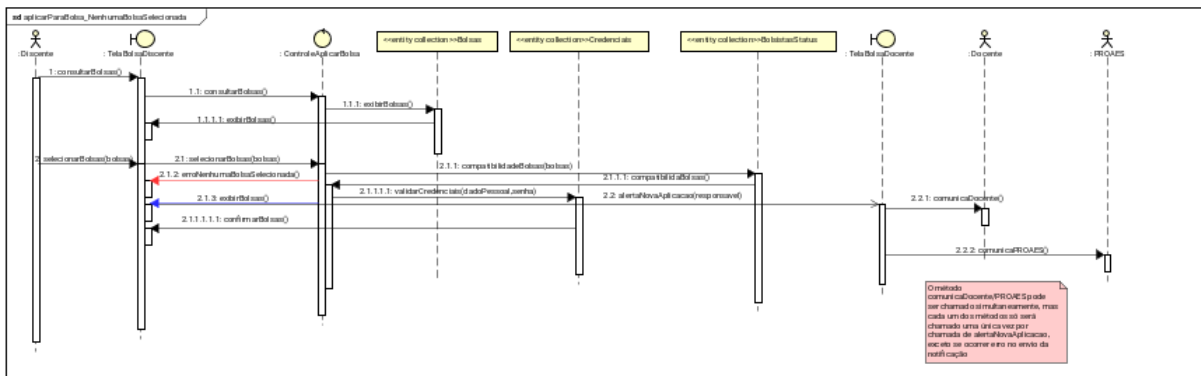 sd aplicarParaBolsa_NenhumaBolsaSelecionada
: Discente
: TelaBolsaDiscente
: ControleAplicarBolsa
<<entity collection>>Bolsas
<<entity collection>>Credenciais
<<entity collection>>BolsistasStatus
: TelaBolsaDocente
: Docente
: PROAES
1: consultarBolsas()
1.1: consultarBolsas()
1.1.1: exibirBolsas()
1.1.1.1: exibirBolsas()
2: selecionarBolsas(bolsas)
2.1: selecionarBolsas(bolsas)
2.1.1: compatibilidadeBolsas(bolsas)
2.1.2: erroNenhumaBolsaSelecionada()
2.1.1.1: compatibilidaBolsas()
2.1.1.1.1: validarCredenciais(dadoPessoal,senha)
2.2: alertaNovaAplicacao(responsavel)
2.1.3: exibirBolsas()
2.2.1: comunicaDocente()
2.1.1.1.1.1: confirmarBolsas()
2.2.2: comunicaPROAES()
O método
comunicaDocente/PROAES pode
ser chamado simultaneamente, mas
cada um dos métodos só será
chamado uma única vez por
chamada de alertaNovaAplicacao,
exceto se ocorrer erro no envio da
notificação